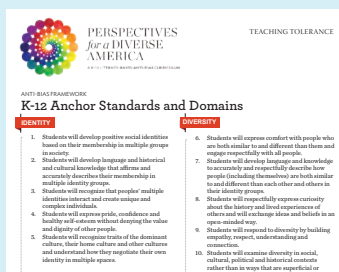 PERSPECTIVES
for a DIVERSE
AMERICA
TEACHING TOLERANCE
ANTI-BIAS FRAMEWORK
K-12 Anchor Standards and Domains
IDENTITY
1. Students will develop positive social identities
based on their membership in multiple groups
in society.
2. Students will develop language and historical
and cultural knowledge that affirms and
accurately describes their membership in
multiple identity groups.
3. Students will recognize that peoples' multiple
identities interact and create unique and
complex individuals.
4. Students will express pride, confidence and
healthy self-esteem without denying the value
and dignity of other people.
5. Students will recognize traits of the dominant
culture, their home culture and other cultures
and understand how they negotiate their own
identity in multiple spaces.
DIVERSITY
6. Students will express comfort with people who
are both similar to and different than them and
engage respectfully with all people.
7. Students will develop language and knowledge
to accurately and respectfully describe how
people (including themselves) are both similar
to and different than each other and others in
their identity groups.
8. Students will respectfully express curiosity
about the history and lived experiences of
others and will exchange ideas and beliefs in an
open-minded way.
9. Students will respond to diversity by building
empathy, respect, understanding and
connection.
10. Students will examine diversity in social,
cultural, political and historical contexts
rather than in ways that are superficial or